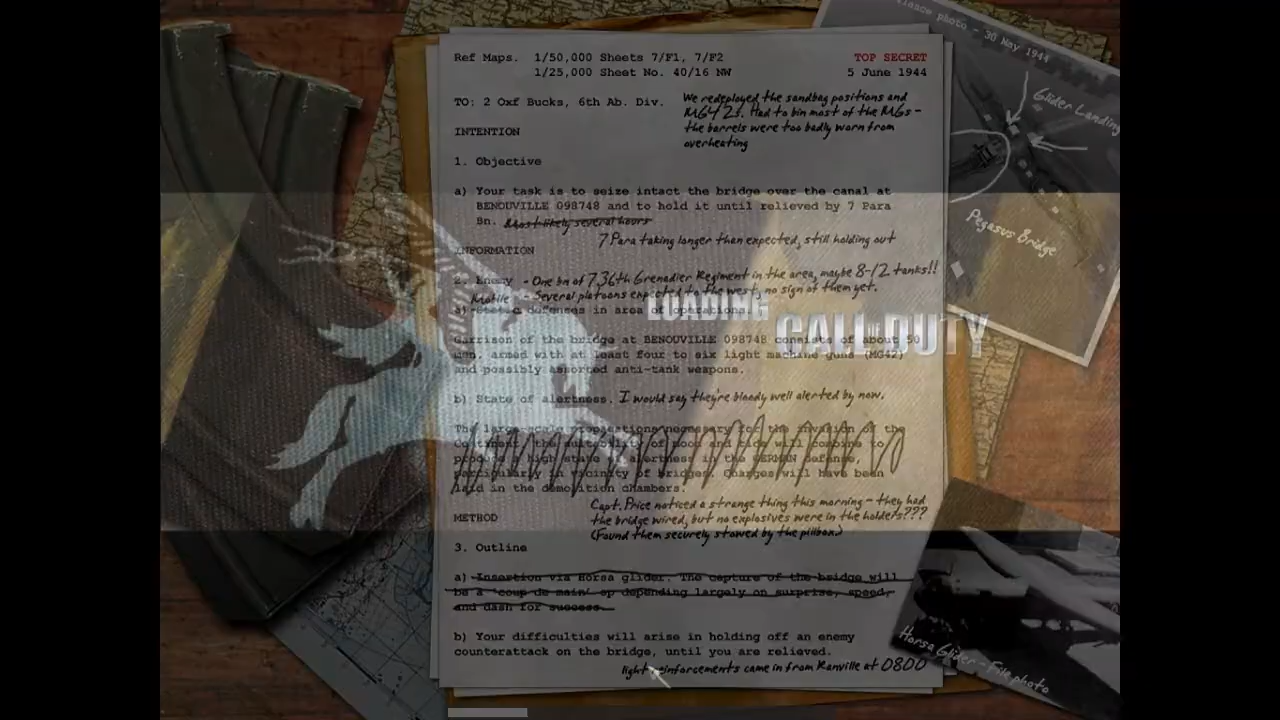 Ref Maps. 1/50,000 Sheets 7/F1, 7/F2
TOP SECRET
1/25,000 Sheet No. 40/16 NW
5 June 1944
TO: 2 Oxf Bucks, 6th Ab. Div.
We redeployed the sandbag positions and
MG42s. Had to bin most of the MGs -
the barrels were too badly worn from
overheating
INTENTION
1. Objective
a) Your task is to seize intact the bridge over the canal at
BENOUVILLE 098748 and to hold it until relieved by 7 Para
Bn. Most likely several hours
7 Para taking longer than expected, still holding out
INFORMATION
2. Enemy - One bn of 736th Grenadier Regiment in the area, maybe 8-12 tanks!!
Mobile - Several platoons expected to the west, no sign of them yet.
a) Static defenses in area of operations.
LOADING
CALL OF DUTY
Garrison of the bridge at BENOUVILLE 098748 consists of about 50
men, armed with at least four to six light machine guns (MG42)
and possibly assorted anti-tank weapons.
b) State of alertness. I would say they're bloody well alerted by now.
The large-scale preparations necessary for the invasion of the
Continent, the suitability of moon and tide will combine to
produce a high state of alertness in the GERMAN defense,
particularly in vicinity of bridges. Charges will have been
laid in the demolition chambers.
Capt. Price noticed a strange thing this morning - they had
the bridge wired, but no explosives were in the holders???
(Found them securely stowed by the pillbox)
METHOD
3. Outline
a) Insertion via Horsa glider. The capture of the bridge will
be a 'coup de main' op depending largely on surprise, speed,
and dash for success.
b) Your difficulties will arise in holding off an enemy
counterattack on the bridge, until you are relieved.
light reinforcements came in from Ranville at 0800
photo - 30 May 1944
Glider Landing
Pegasus Bridge
Horsa Glider - File photo